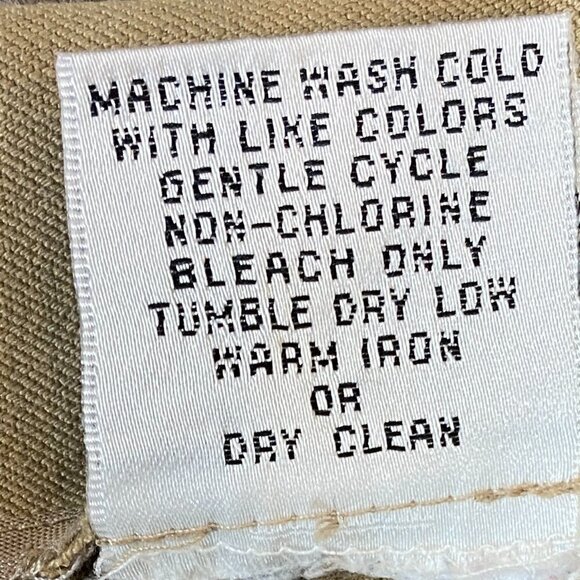 MACHINE WASH COLD
WITH LIKE COLORS
GENTLE CYCLE
NON-CHLORINE
BLEACH ONLY
TUMBLE DRY LOW
WARM IRON
OR
DRY CLEAN